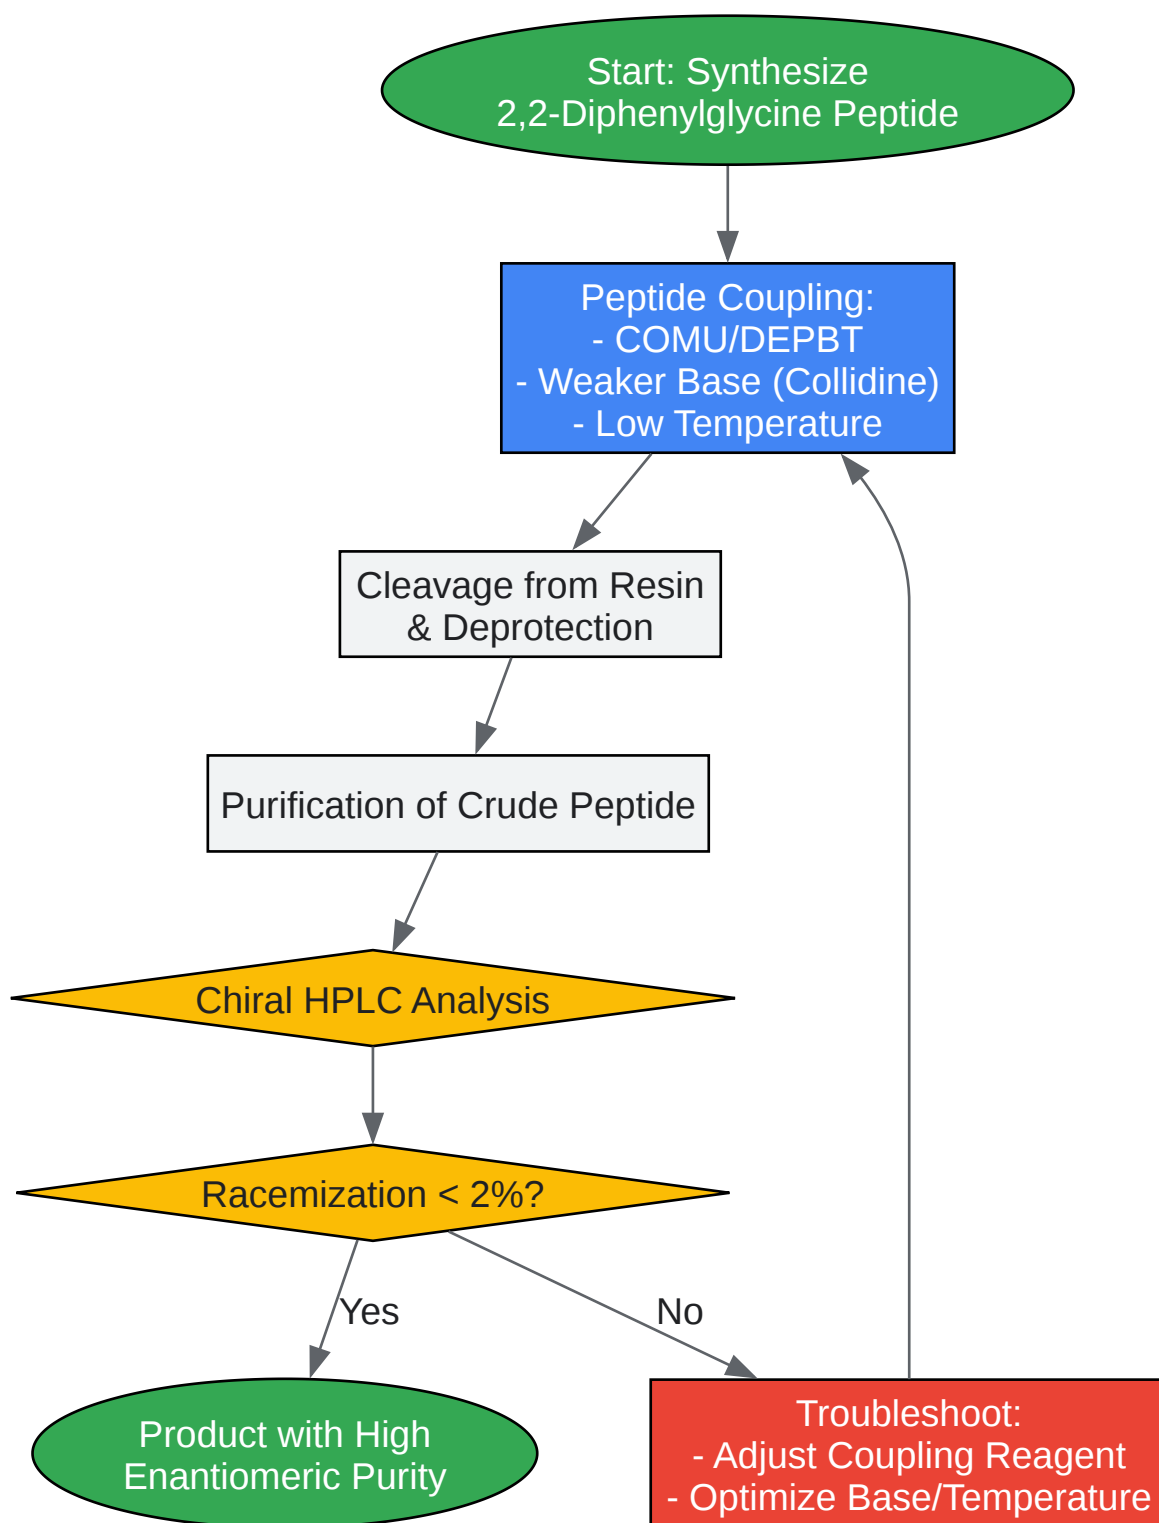 Start: Synthesize
2,2-Diphenylglycine Peptide
Peptide Coupling:
- COMU/DEPBT
- Weaker Base (Collidine)
- Low Temperature
Cleavage from Resin
& Deprotection
Purification of Crude Peptide
Chiral HPLC Analysis
Racemization < 2%?
Yes
No
Product with High
Enantiomeric Purity
Troubleshoot:
- Adjust Coupling Reagent
- Optimize Base/Temperature